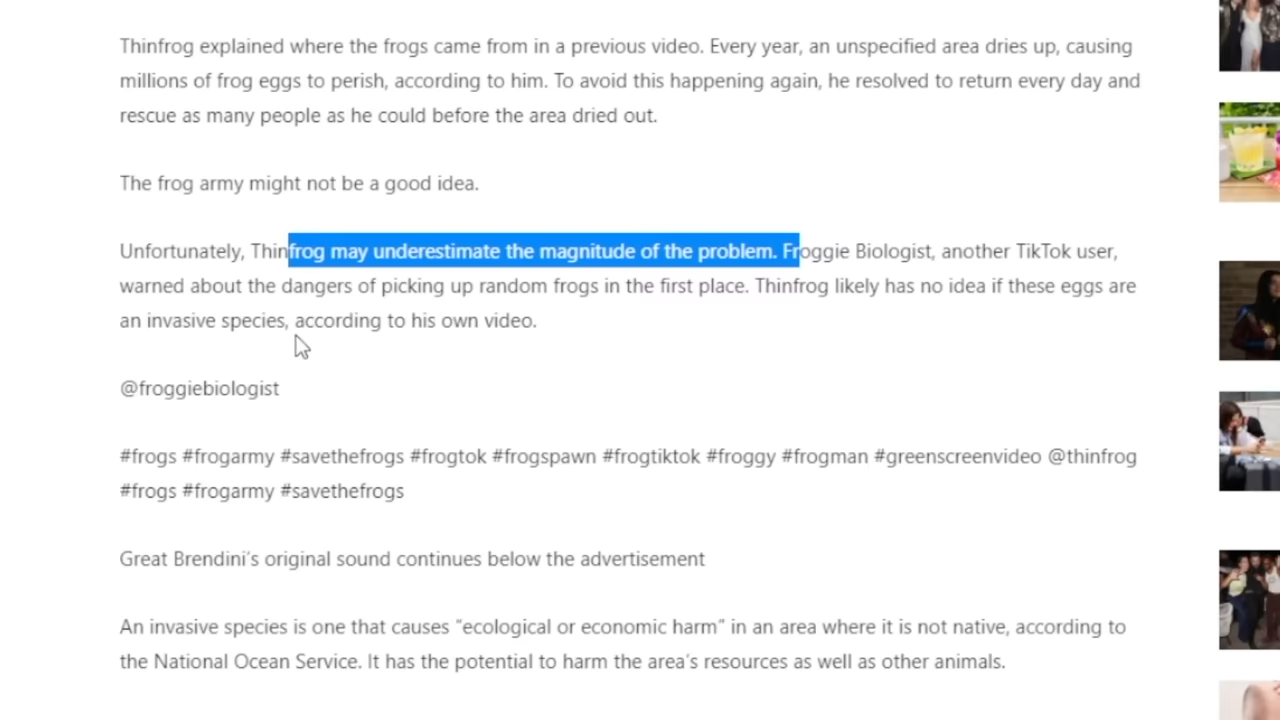 Thinfrog explained where the frogs came from in a previous video. Every year, an unspecified area dries up, causing
millions of frog eggs to perish, according to him. To avoid this happening again, he resolved to return every day and
rescue as many people as he could before the area dried out.
The frog army might not be a good idea.
Unfortunately, Thinfrog may underestimate the magnitude of the problem. Froggie Biologist, another TikTok user,
warned about the dangers of picking up random frogs in the first place. Thinfrog likely has no idea if these eggs are
an invasive species, according to his own video.
@froggiebiologist
#frogs #frogarmy #savethefrogs #frogtok #frogspawn #frogtiktok #froggy #frogman #greenscreenvideo @thinfrog
#frogs #frogarmy #savethefrogs
Great Brendini’s original sound continues below the advertisement
An invasive species is one that causes “ecological or economic harm” in an area where it is not native, according to
the National Ocean Service. It has the potential to harm the area’s resources as well as other animals.